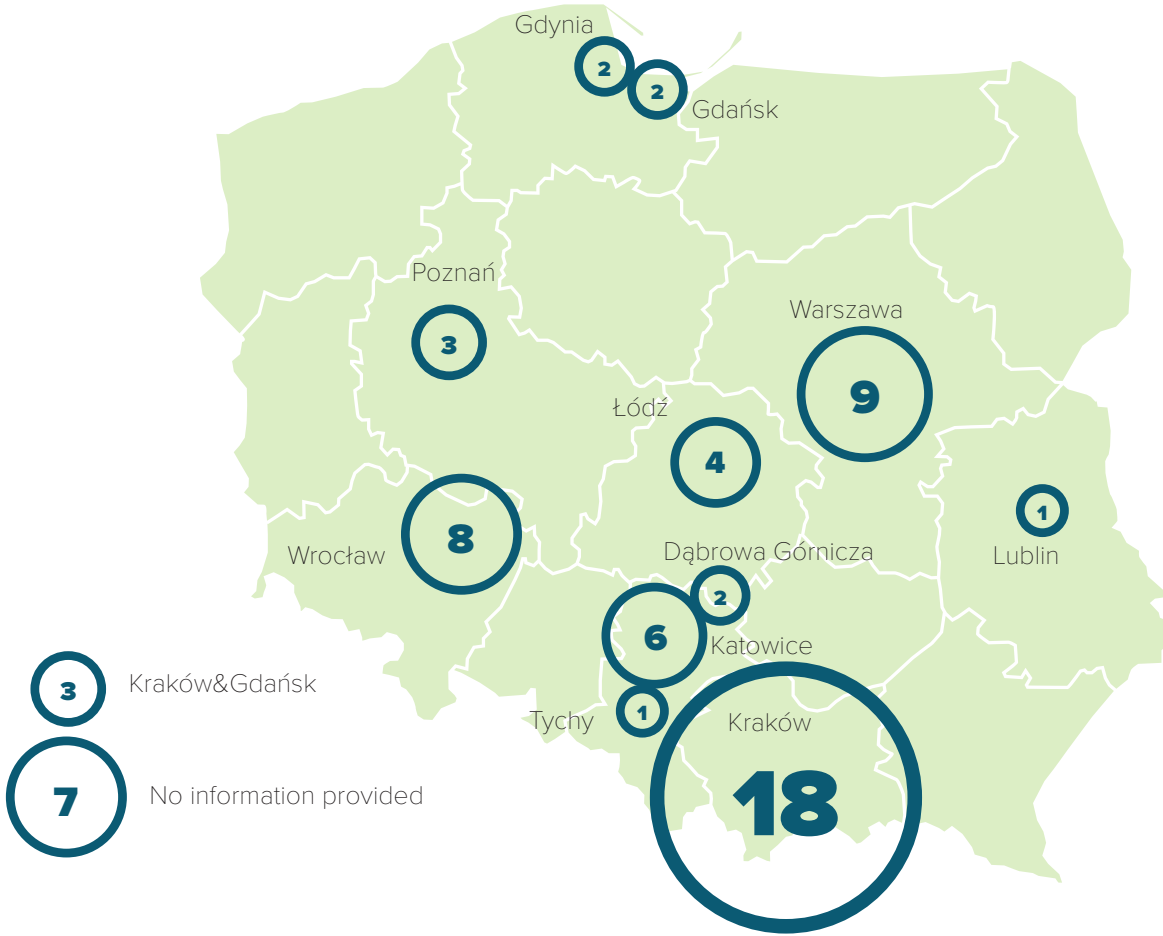 Gdynia
2
2
Gdańsk
Poznań
3
Warszawa
9
Łódź
4
Wrocław
8
1
Lublin
Dąbrowa Górnicza
2
6
Katowice
Tychy
1
Kraków
18
3
Kraków&Gdańsk
7
No information provided